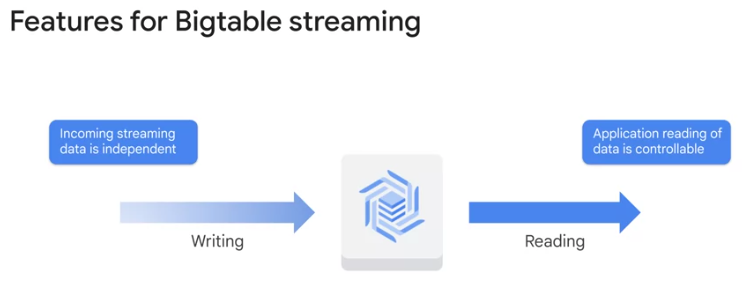 Features for Bigtable streaming
Incoming streaming
data is independent
Application reading of
data is controllable
Writing
Reading